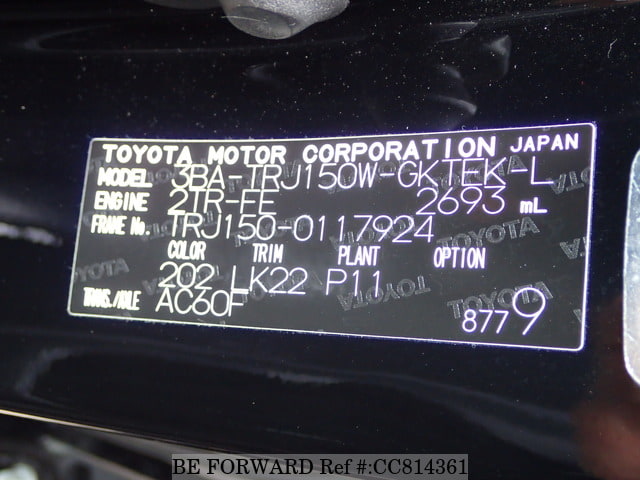 TOYOTA MOTOR CORPORATION JAPAN
MODEL 3BA-TRJ150W-GKTEK-L
ENGINE 2TR-FE 2693 mL
FRAME No. TRJ150-0117924
COLOR TRIM PLANT OPTION
202 LK22 P11
TRANS./AXLE AC60F
8779
BE FORWARD Ref #:CC814361